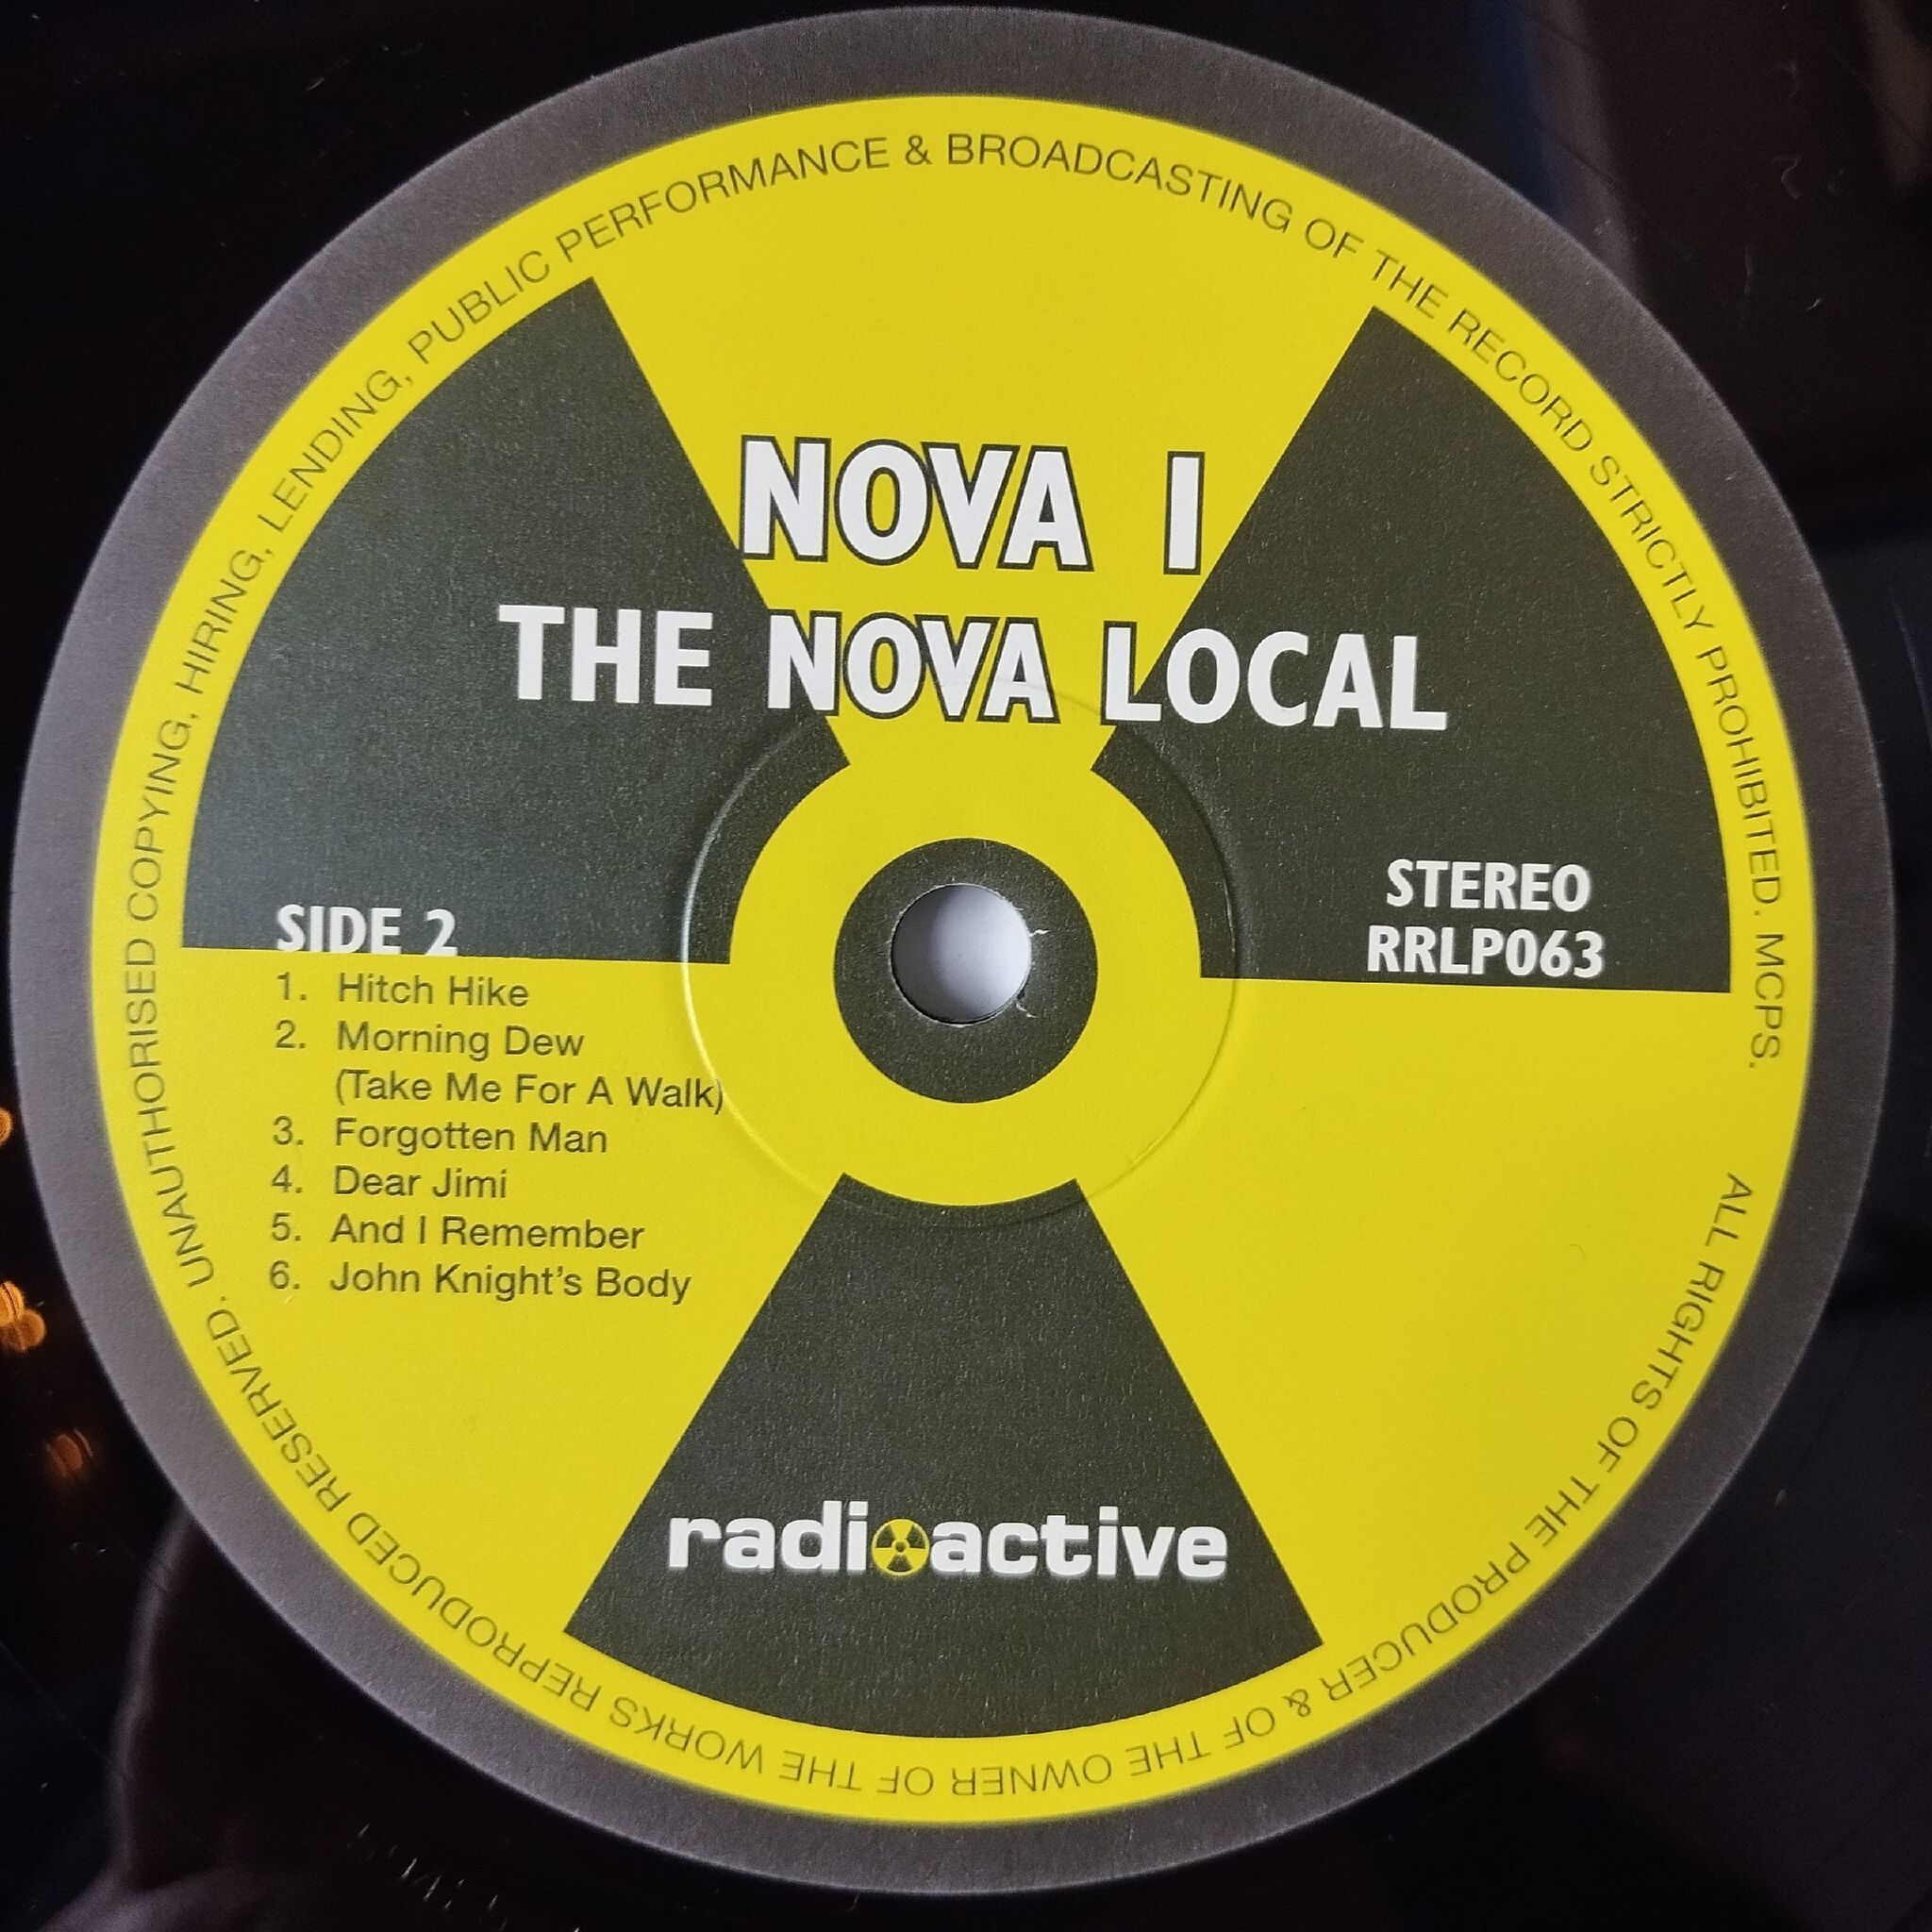 NOVA I
THE NOVA LOCAL
SIDE 2
1. Hitch Hike
2. Morning Dew
(Take Me For A Walk)
3. Forgotten Man
4. Dear Jimi
5. And I Remember
6. John Knight's Body
STEREO
RRLP063
radioactive
ALL RIGHTS OF THE PRODUCER & OF THE OWNER OF THE WORKS REPRODUCED RESERVED. UNAUTHORISED COPYING, HIRING, LENDING, PUBLIC PERFORMANCE & BROADCASTING OF THE RECORD STRICTLY PROHIBITED. MCPS.